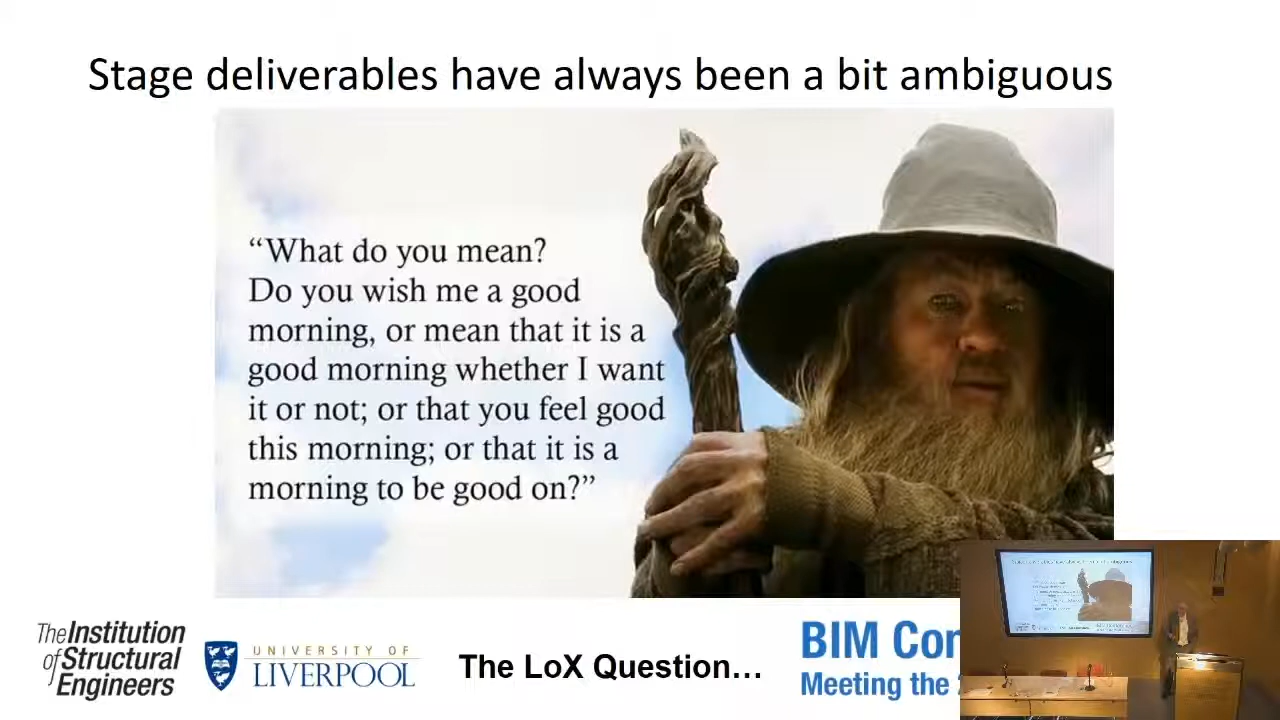 Stage deliverables have always been a bit ambiguous
“What do you mean?
Do you wish me a good
morning, or mean that it is a
good morning whether I want
it or not; or that you feel good
this morning; or that it is a
morning to be good on?”
The Institution
of Structural
Engineers
UNIVERSITY OF
LIVERPOOL
The LoX Question...
BIM Con
Meeting the